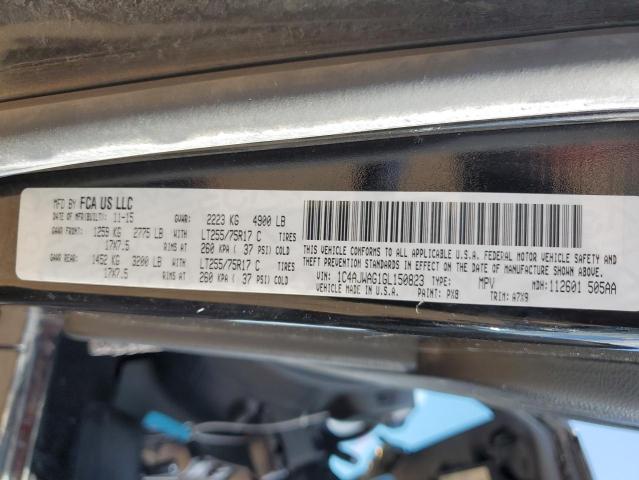 MFD BY FCA US LLC
DATE OF MFR(BUILT): 11-15 GVWR: 2223 KG 4900 LB
GAWR FRONT: 1259 KG 2775 LB WITH LT255/75R17 C TIRES
17X7.5 RIMS AT 260 KPA ( 37 PSI) COLD
GAWR REAR: 1452 KG 3200 LB WITH LT255/75R17 C TIRES
17X7.5 RIMS AT 260 KPA ( 37 PSI) COLD
THIS VEHICLE CONFORMS TO ALL APPLICABLE U.S.A. FEDERAL MOTOR VEHICLE SAFETY AND
THEFT PREVENTION STANDARDS IN EFFECT ON THE DATE OF MANUFACTURE SHOWN ABOVE.
VIN: 1C4AJWAG1GL150823 TYPE: MPV MDH: 112601 505AA
VEHICLE MADE IN U.S.A. PAINT: PX8 TRIM: A7X9